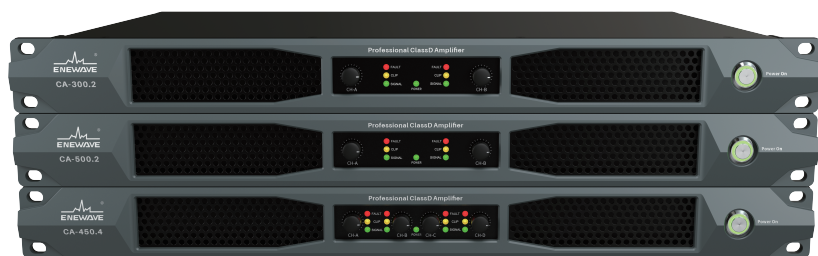 Professional ClassD Amplifier
®
ENEWAVE
CA-300.2
FAULT FAULT
CLIP CLIP
SIGNAL SIGNAL
POWER
CH-A CH-B
Power On
Professional ClassD Amplifier
®
ENEWAVE
CA-500.2
FAULT FAULT
CLIP CLIP
SIGNAL SIGNAL
POWER
CH-A CH-B
Power On
Professional ClassD Amplifier
®
ENEWAVE
CA-450.4
FAULT FAULT
CLIP CLIP
SIGNAL SIGNAL
POWER
CH-A CH-B CH-C CH-D
Power On